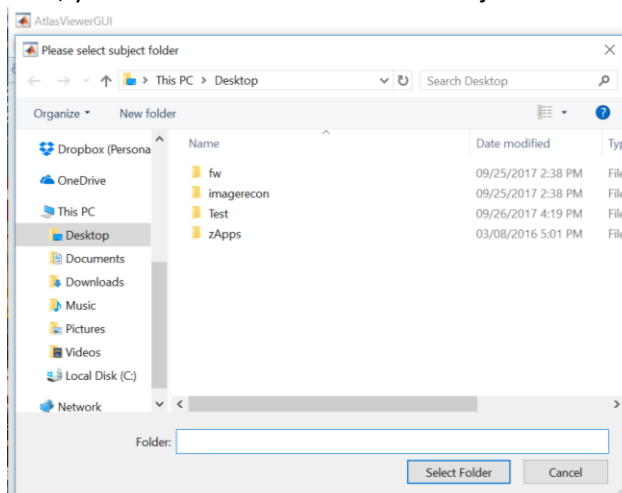 AtlasViewerGUI
Please select subject folder
This PC > Desktop
Search Desktop
Organize
New folder
Name
Date modified
Dropbox (Persona
OneDrive
This PC
Desktop
Documents
Downloads
Music
Pictures
Videos
Local Disk (C:)
Network
fw 09/25/2017 2:38 PM
imagerecon 09/25/2017 2:38 PM
Test 09/26/2017 4:19 PM
zApps 03/08/2016 5:01 PM
Folder:
Select Folder
Cancel